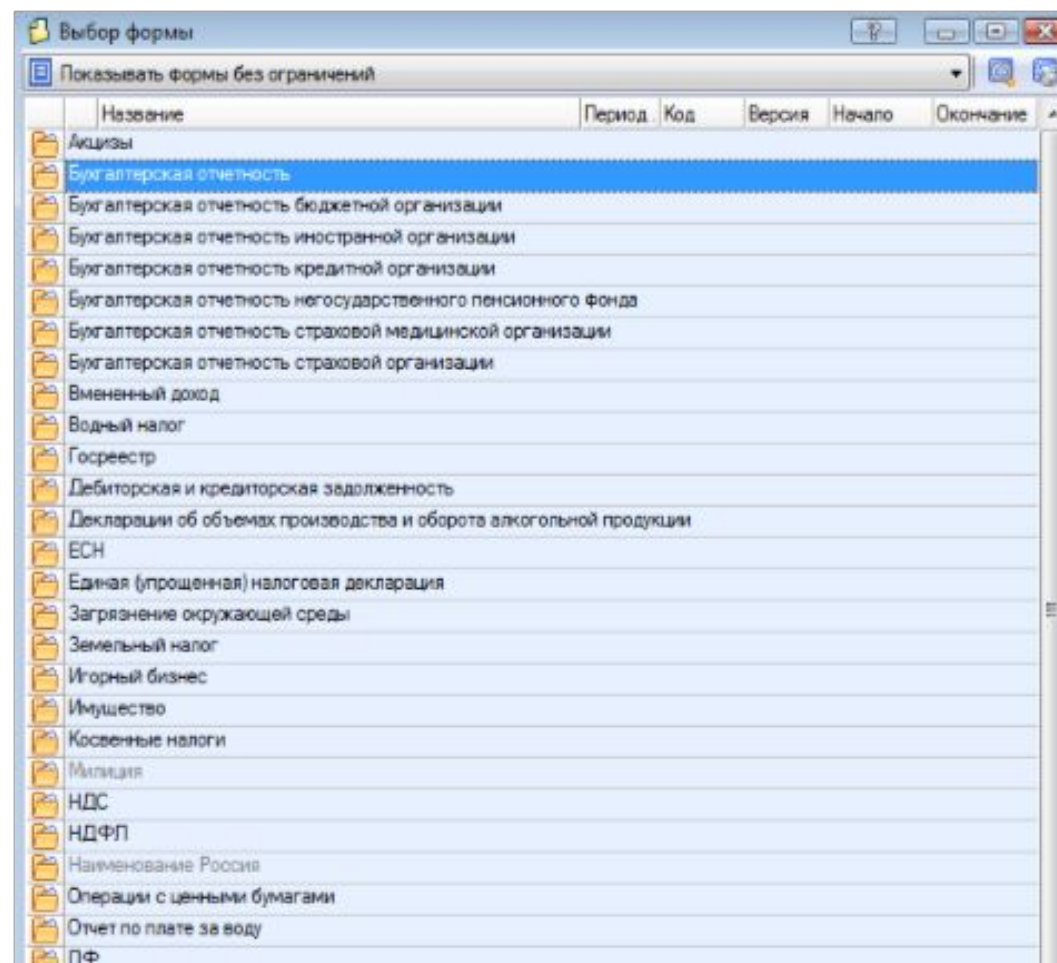 Выбор формы
Показывать формы без ограничений
Название Период Код Версия Начало Окончание
Акцизы
Бухгалтерская отчетность
Бухгалтерская отчетность бюджетной организации
Бухгалтерская отчетность иностранной организации
Бухгалтерская отчетность кредитной организации
Бухгалтерская отчетность негосударственного пенсионного фонда
Бухгалтерская отчетность страховой медицинской организации
Бухгалтерская отчетность страховой организации
Вмененный доход
Водный налог
Госреестр
Дебиторская и кредиторская задолженность
Декларации об объемах производства и оборота алкогольной продукции
ЕСН
Единая (упрощенная) налоговая декларация
Загрязнение окружающей среды
Земельный налог
Игорный бизнес
Имущество
Косвенные налоги
Милиция
НДС
НДФЛ
Наименование Россия
Операции с ценными бумагами
Отчет по плате за воду
ПФ